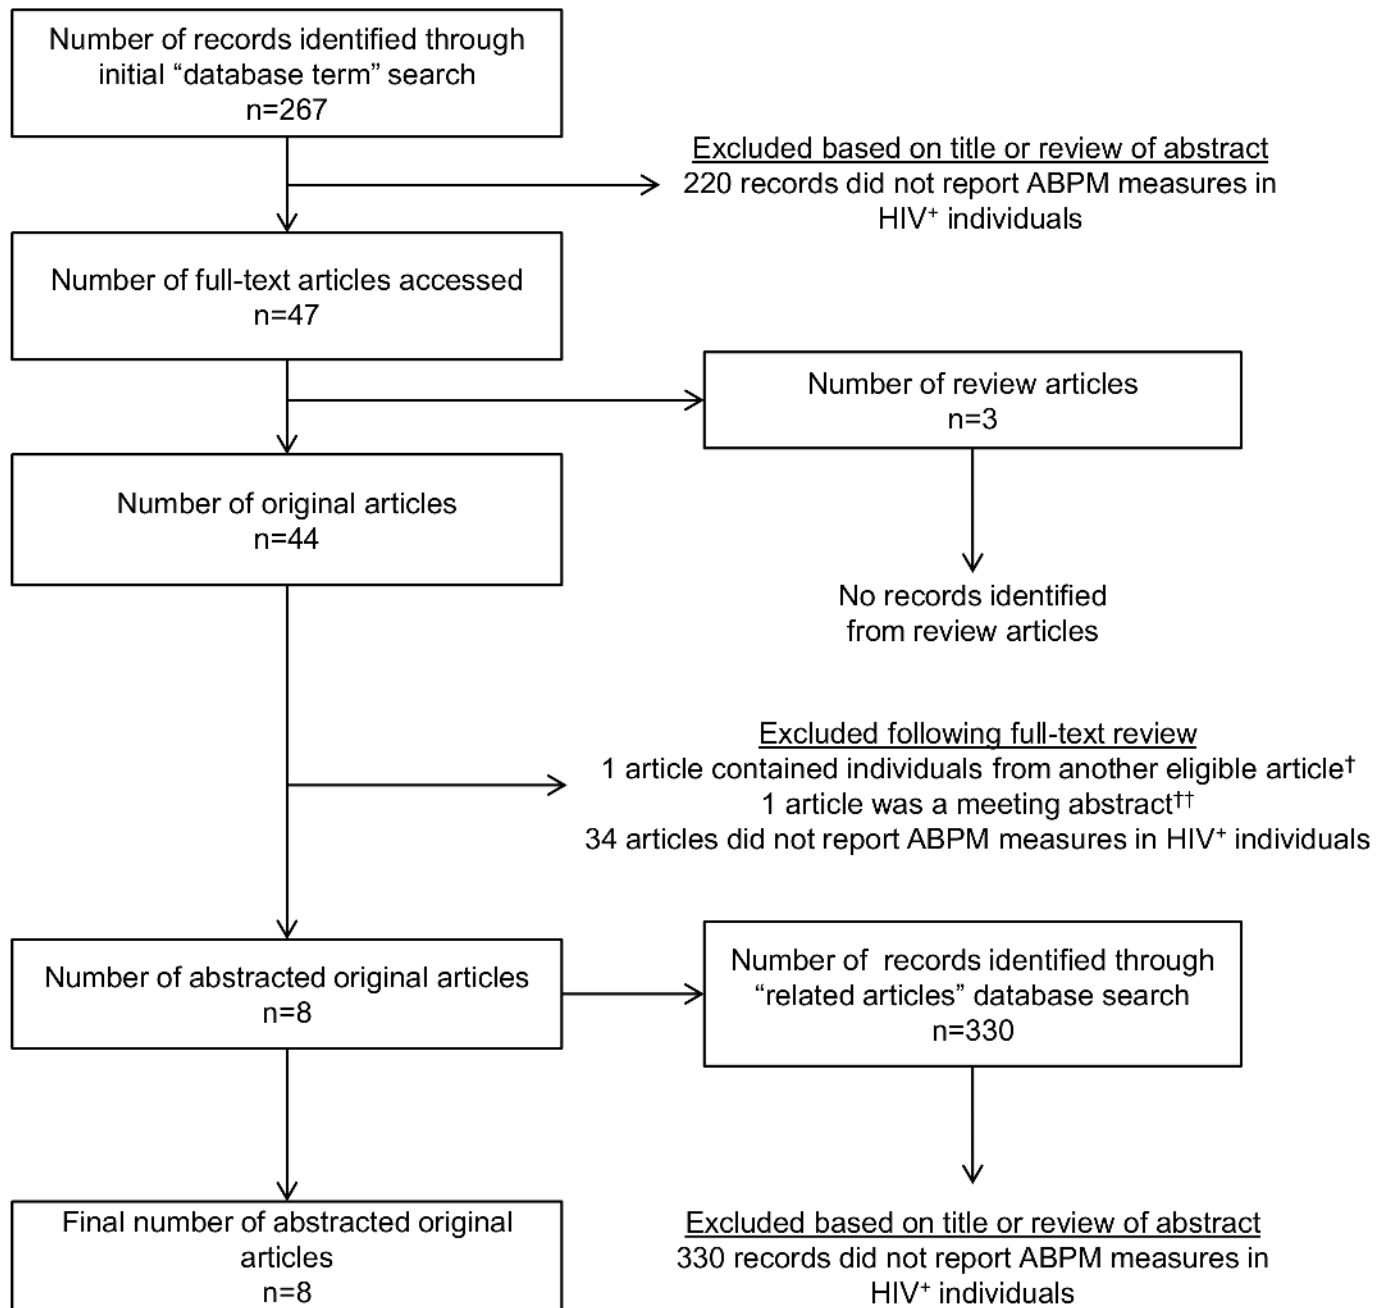 Number of records identified through
initial “database term” search
n=267
Excluded based on title or review of abstract
220 records did not report ABPM measures in
HIV⁺ individuals
Number of full-text articles accessed
n=47
Number of review articles
n=3
Number of original articles
n=44
No records identified
from review articles
Excluded following full-text review
1 article contained individuals from another eligible article†
1 article was a meeting abstract††
34 articles did not report ABPM measures in HIV⁺ individuals
Number of abstracted original articles
n=8
Number of records identified through
“related articles” database search
n=330
Final number of abstracted original
articles
n=8
Excluded based on title or review of abstract
330 records did not report ABPM measures in
HIV⁺ individuals